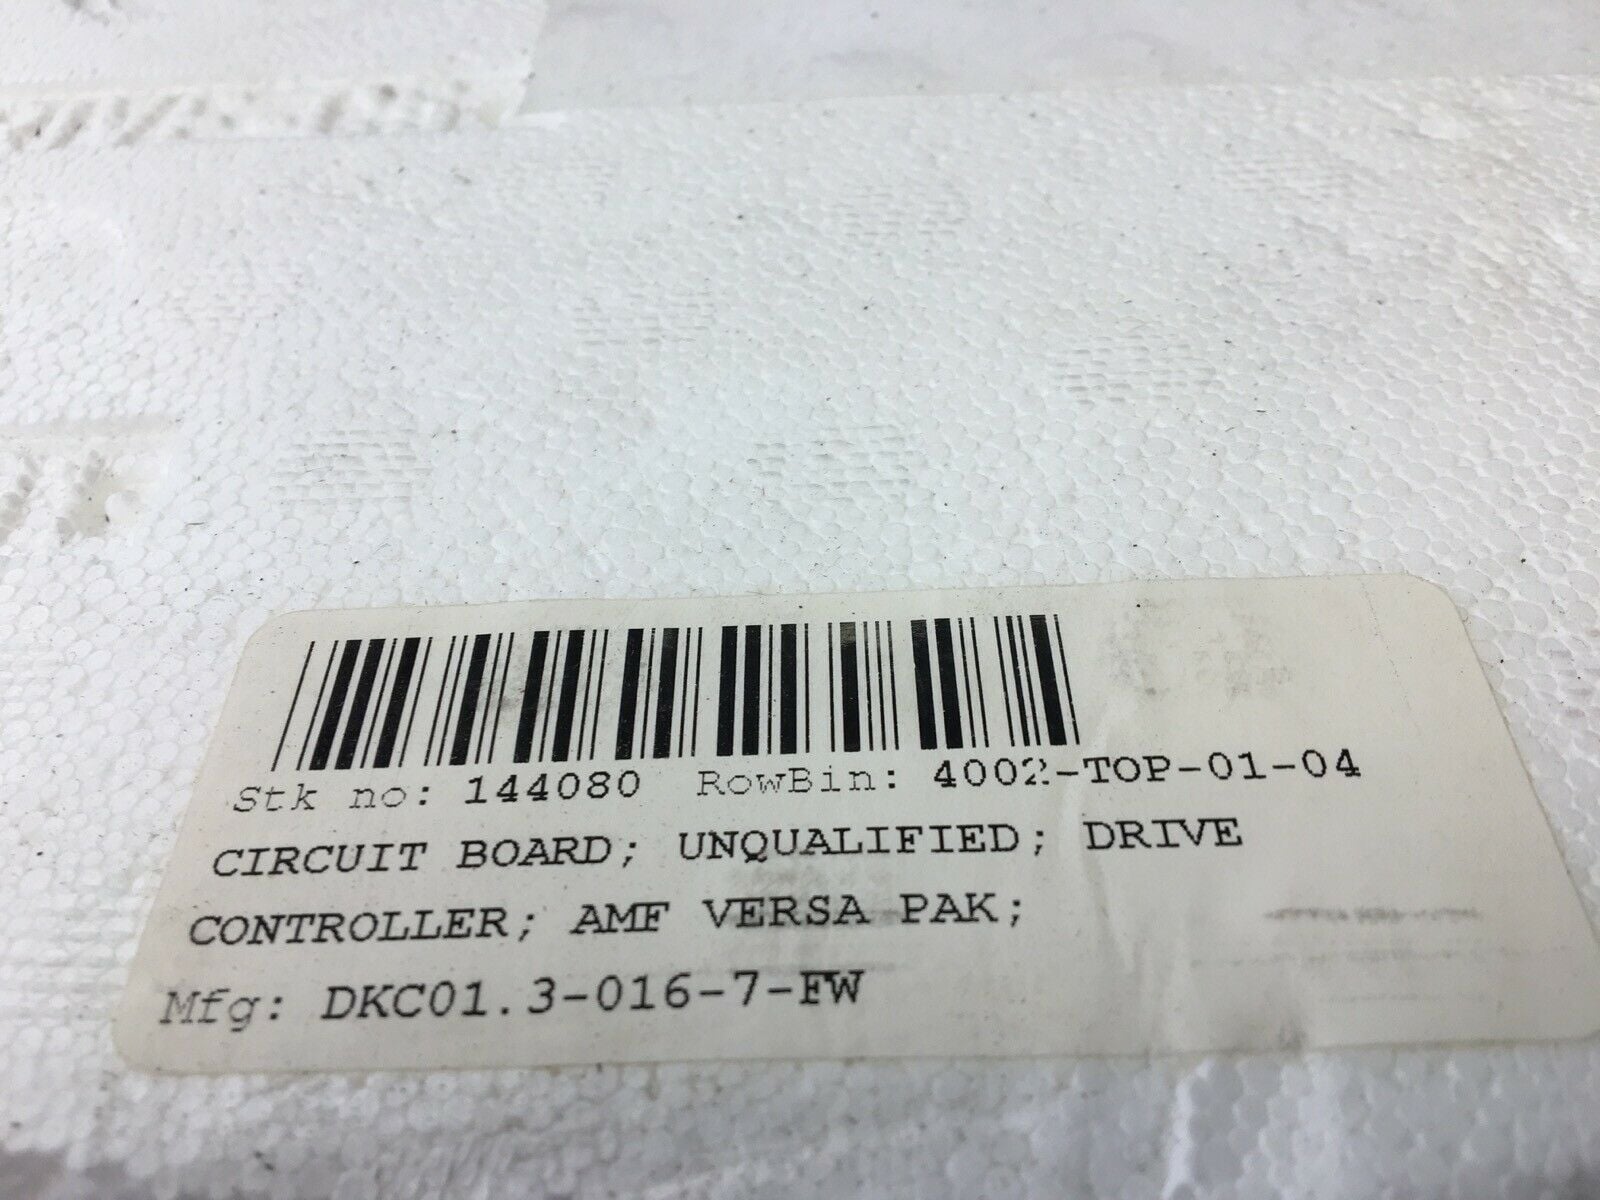 Stk no: 144080 RowBin: 4002-TOP-01-04
CIRCUIT BOARD; UNQUALIFIED; DRIVE
CONTROLLER; AMF VERSA PAK;
Mfg: DKC01.3-016-7-FW